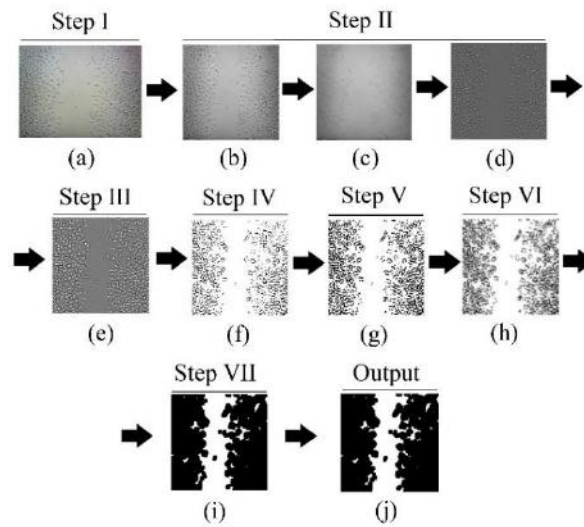 Step I Step II
(a) (b) (c) (d)
Step III Step IV Step V Step VI
(e) (f) (g) (h)
Step VII Output
(i) (j)